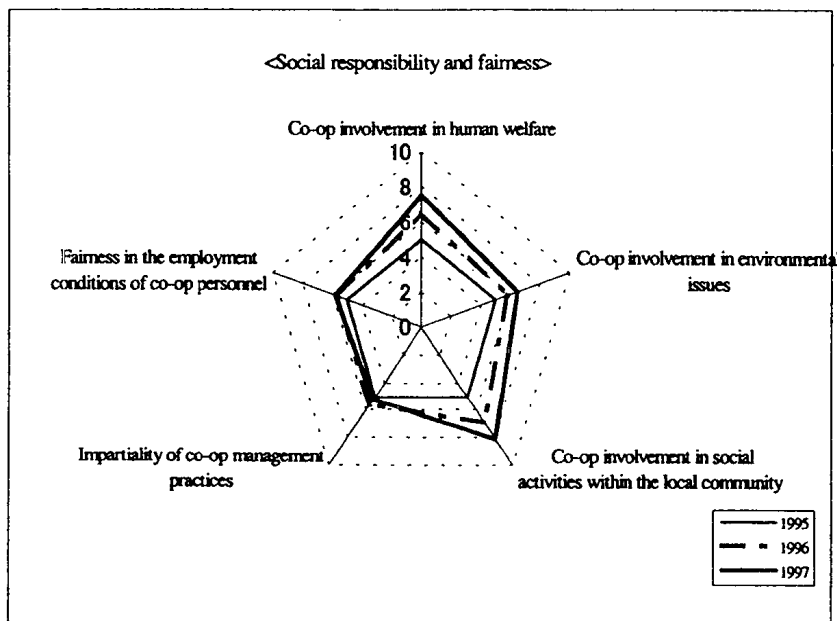 <Social responsibility and fairness>
Co-op involvement in human welfare
10
8
6
4
2
0
Fairness in the employment
conditions of co-op personnel
Co-op involvement in environmental
issues
Impartiality of co-op management
practices
Co-op involvement in social
activities within the local community
1995
1996
1997